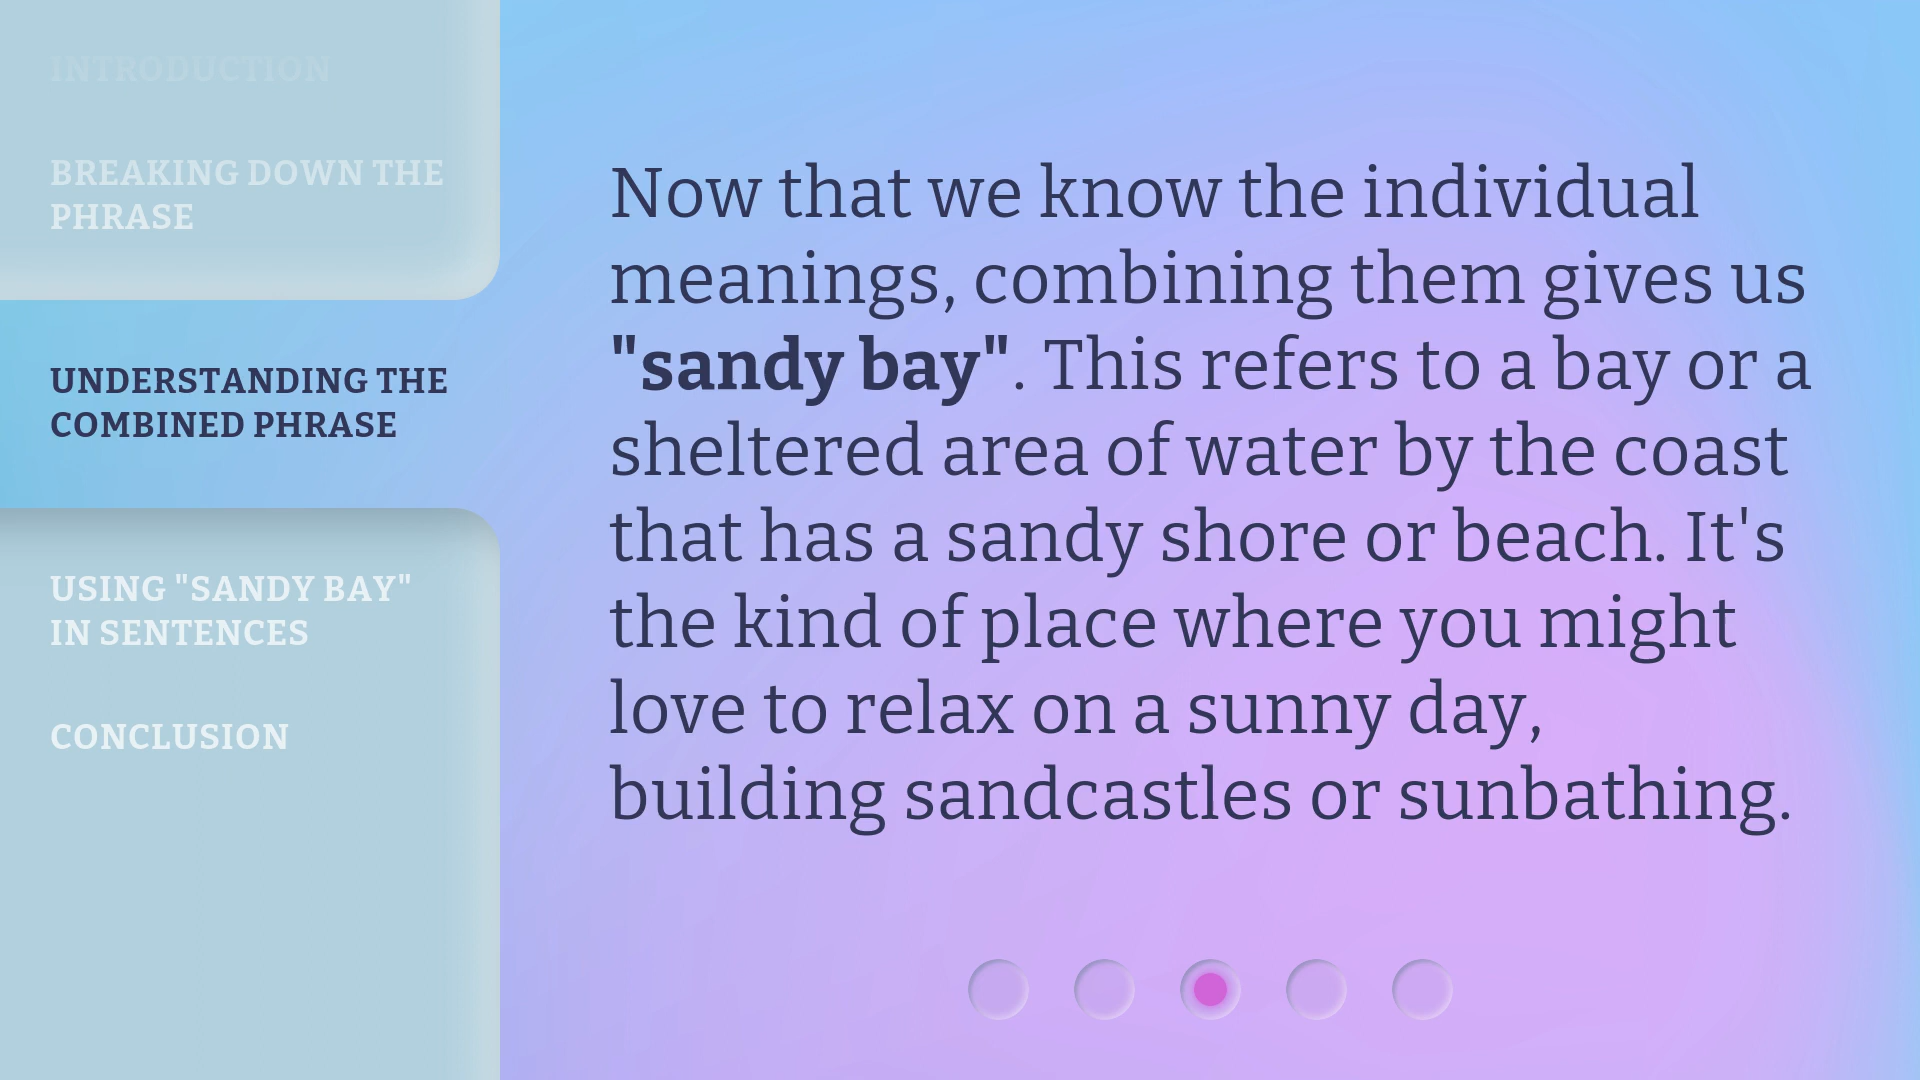 INTRODUCTION
BREAKING DOWN THE
PHRASE
UNDERSTANDING THE
COMBINED PHRASE
USING "SANDY BAY"
IN SENTENCES
CONCLUSION
Now that we know the individual
meanings, combining them gives us
"sandy bay". This refers to a bay or a
sheltered area of water by the coast
that has a sandy shore or beach. It's
the kind of place where you might
love to relax on a sunny day,
building sandcastles or sunbathing.